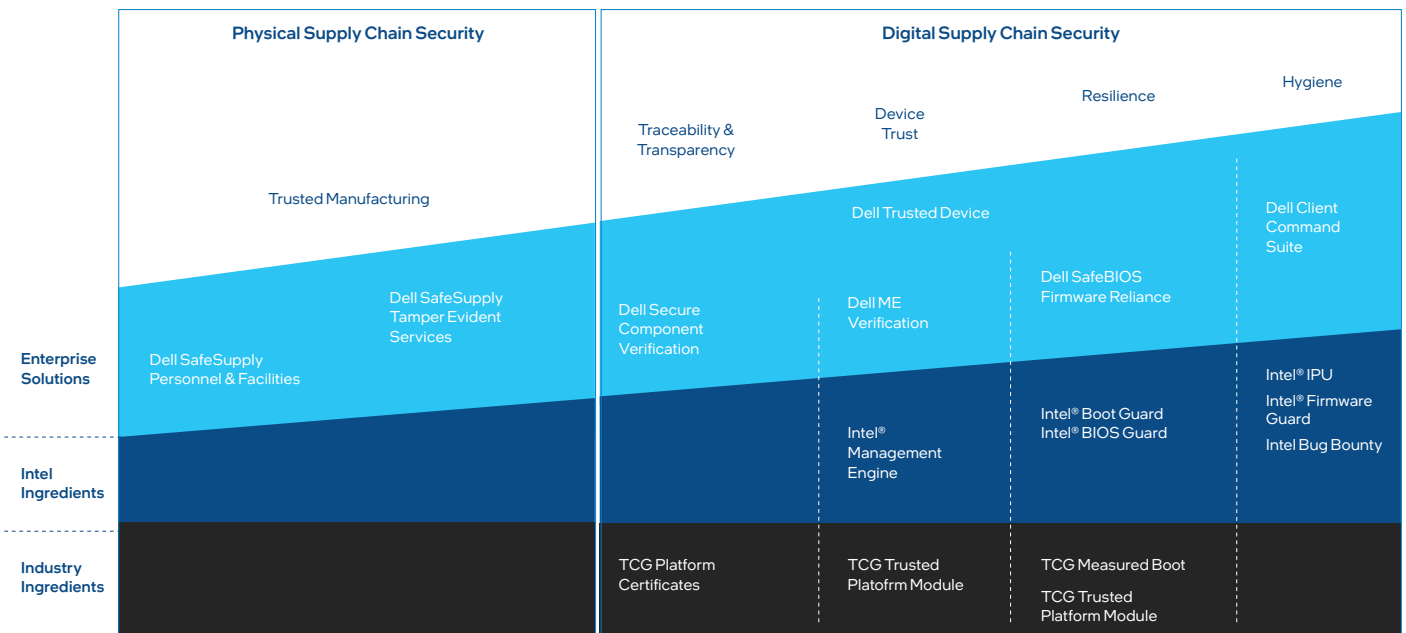 Physical Supply Chain Security
Digital Supply Chain Security
Trusted Manufacturing
Traceability &
Transparency
Device
Trust
Resilience
Hygiene
Enterprise
Solutions
Dell SafeSupply
Personnel & Facilities
Dell SafeSupply
Tamper Evident
Services
Dell Trusted Device
Dell Secure
Component
Verification
Dell ME
Verification
Dell SafeBIOS
Firmware Reliance
Dell Client
Command
Suite
Intel
Ingredients
Intel®
Management
Engine
Intel® Boot Guard
Intel® BIOS Guard
Intel® IPU
Intel® Firmware
Guard
Intel Bug Bounty
Industry
Ingredients
TCG Platform
Certificates
TCG Trusted
Platofrm Module
TCG Measured Boot
TCG Trusted
Platform Module